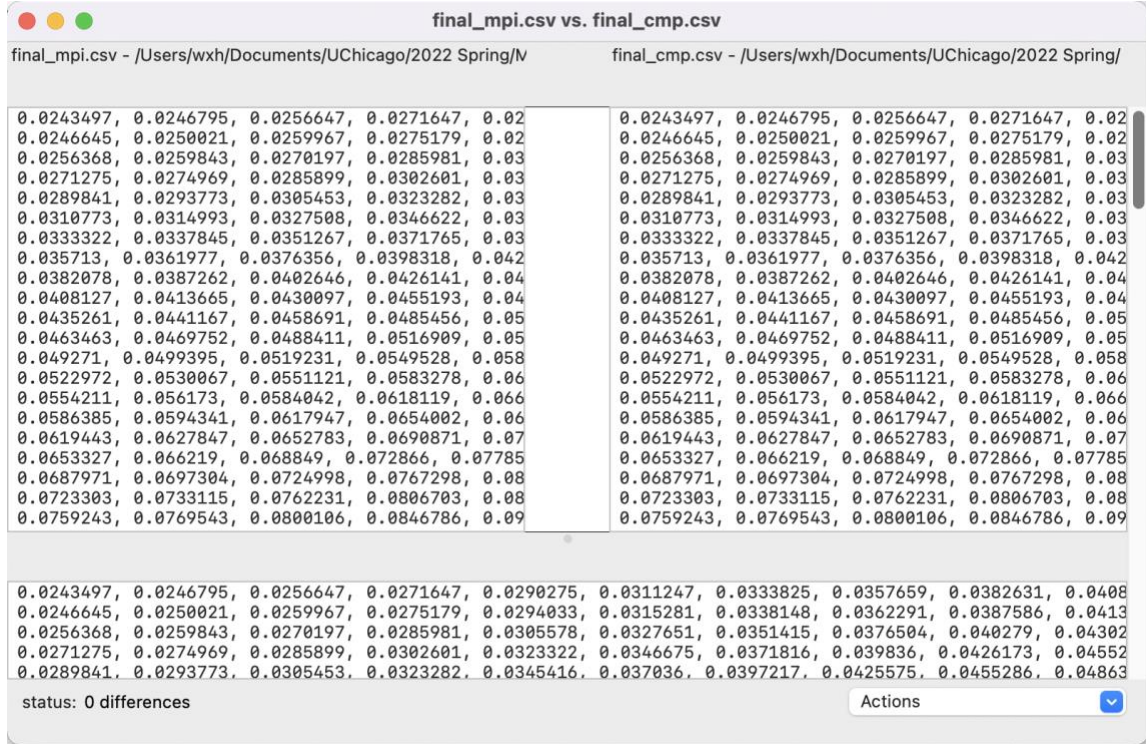 final_mpi.csv vs. final_cmp.csv
final_mpi.csv - /Users/wxh/Documents/UChicago/2022 Spring/M
final_cmp.csv - /Users/wxh/Documents/UChicago/2022 Spring/
0.0243497, 0.0246795, 0.0256647, 0.0271647, 0.02
0.0246645, 0.0250021, 0.0259967, 0.0275179, 0.02
0.0256368, 0.0259843, 0.0270197, 0.0285981, 0.03
0.0271275, 0.0274969, 0.0285899, 0.0302601, 0.03
0.0289841, 0.0293773, 0.0305453, 0.0323282, 0.03
0.0310773, 0.0314993, 0.0327508, 0.0346622, 0.03
0.0333322, 0.0337845, 0.0351267, 0.0371765, 0.03
0.035713, 0.0361977, 0.0376356, 0.0398318, 0.042
0.0382078, 0.0387262, 0.0402646, 0.0426141, 0.04
0.0408127, 0.0413665, 0.0430097, 0.0455193, 0.04
0.0435261, 0.0441167, 0.0458691, 0.0485456, 0.05
0.0463463, 0.0469752, 0.0488411, 0.0516909, 0.05
0.049271, 0.0499395, 0.0519231, 0.0549528, 0.058
0.0522972, 0.0530067, 0.0551121, 0.0583278, 0.06
0.0554211, 0.056173, 0.0584042, 0.0618119, 0.066
0.0586385, 0.0594341, 0.0617947, 0.0654002, 0.06
0.0619443, 0.0627847, 0.0652783, 0.0690871, 0.07
0.0653327, 0.066219, 0.068849, 0.072866, 0.07785
0.0687971, 0.0697304, 0.0724998, 0.0767298, 0.08
0.0723303, 0.0733115, 0.0762231, 0.0806703, 0.08
0.0759243, 0.0769543, 0.0800106, 0.0846786, 0.09
0.0243497, 0.0246795, 0.0256647, 0.0271647, 0.02
0.0246645, 0.0250021, 0.0259967, 0.0275179, 0.02
0.0256368, 0.0259843, 0.0270197, 0.0285981, 0.03
0.0271275, 0.0274969, 0.0285899, 0.0302601, 0.03
0.0289841, 0.0293773, 0.0305453, 0.0323282, 0.03
0.0310773, 0.0314993, 0.0327508, 0.0346622, 0.03
0.0333322, 0.0337845, 0.0351267, 0.0371765, 0.03
0.035713, 0.0361977, 0.0376356, 0.0398318, 0.042
0.0382078, 0.0387262, 0.0402646, 0.0426141, 0.04
0.0408127, 0.0413665, 0.0430097, 0.0455193, 0.04
0.0435261, 0.0441167, 0.0458691, 0.0485456, 0.05
0.0463463, 0.0469752, 0.0488411, 0.0516909, 0.05
0.049271, 0.0499395, 0.0519231, 0.0549528, 0.058
0.0522972, 0.0530067, 0.0551121, 0.0583278, 0.06
0.0554211, 0.056173, 0.0584042, 0.0618119, 0.066
0.0586385, 0.0594341, 0.0617947, 0.0654002, 0.06
0.0619443, 0.0627847, 0.0652783, 0.0690871, 0.07
0.0653327, 0.066219, 0.068849, 0.072866, 0.07785
0.0687971, 0.0697304, 0.0724998, 0.0767298, 0.08
0.0723303, 0.0733115, 0.0762231, 0.0806703, 0.08
0.0759243, 0.0769543, 0.0800106, 0.0846786, 0.09
0.0243497, 0.0246795, 0.0256647, 0.0271647, 0.0290275, 0.0311247, 0.0333825, 0.0357659, 0.0382631, 0.0408
0.0246645, 0.0250021, 0.0259967, 0.0275179, 0.0294033, 0.0315281, 0.0338148, 0.0362291, 0.0387586, 0.0413
0.0256368, 0.0259843, 0.0270197, 0.0285981, 0.0305578, 0.0327651, 0.0351415, 0.0376504, 0.040279, 0.04302
0.0271275, 0.0274969, 0.0285899, 0.0302601, 0.0323322, 0.0346675, 0.0371816, 0.039836, 0.0426173, 0.04552
0.0289841, 0.0293773, 0.0305453, 0.0323282, 0.0345416, 0.037036, 0.0397217, 0.0425575, 0.0455286, 0.04863
status: 0 differences
Actions